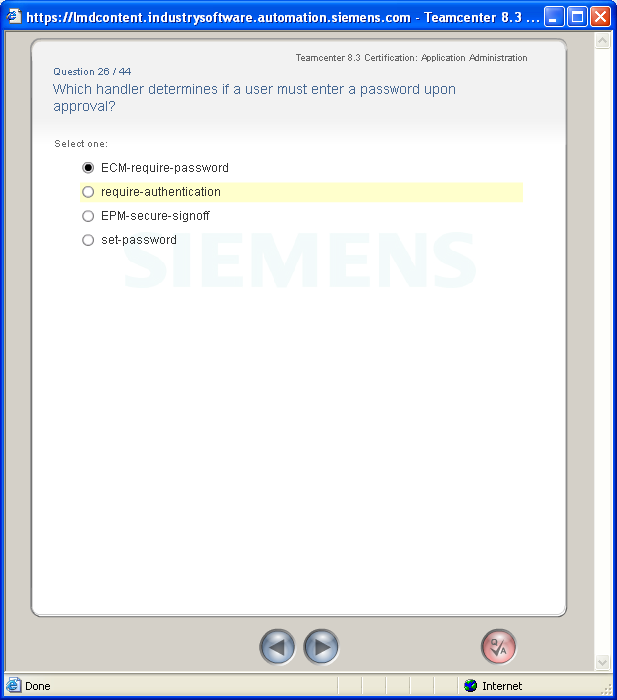 https://lmdcontent.industrysoftware.automation.siemens.com - Teamcenter 8.3 ...
Teamcenter 8.3 Certification: Application Administration
Question 26 / 44
Which handler determines if a user must enter a password upon
approval?
Select one:
ECM-require-password
require-authentication
EPM-secure-signoff
set-password
SIEMENS
Q/A
Done
Internet